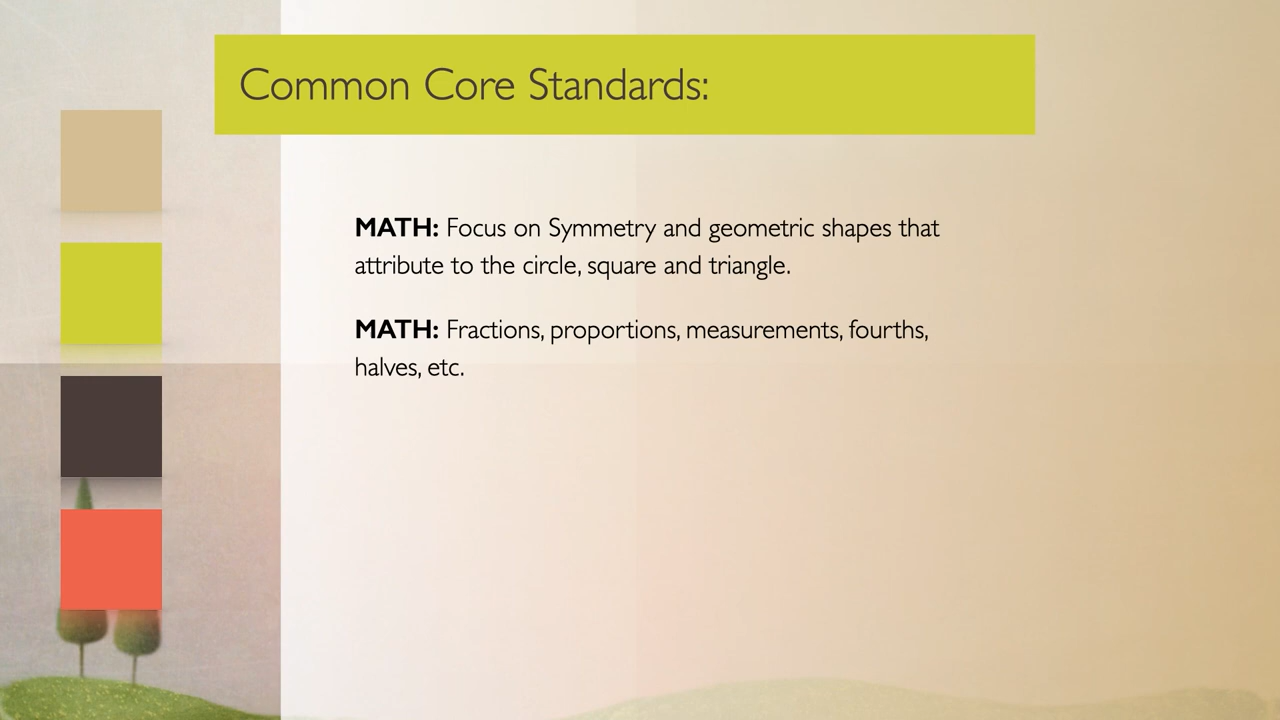 Common Core Standards:
MATH: Focus on Symmetry and geometric shapes that
attribute to the circle, square and triangle.
MATH: Fractions, proportions, measurements, fourths,
halves, etc.